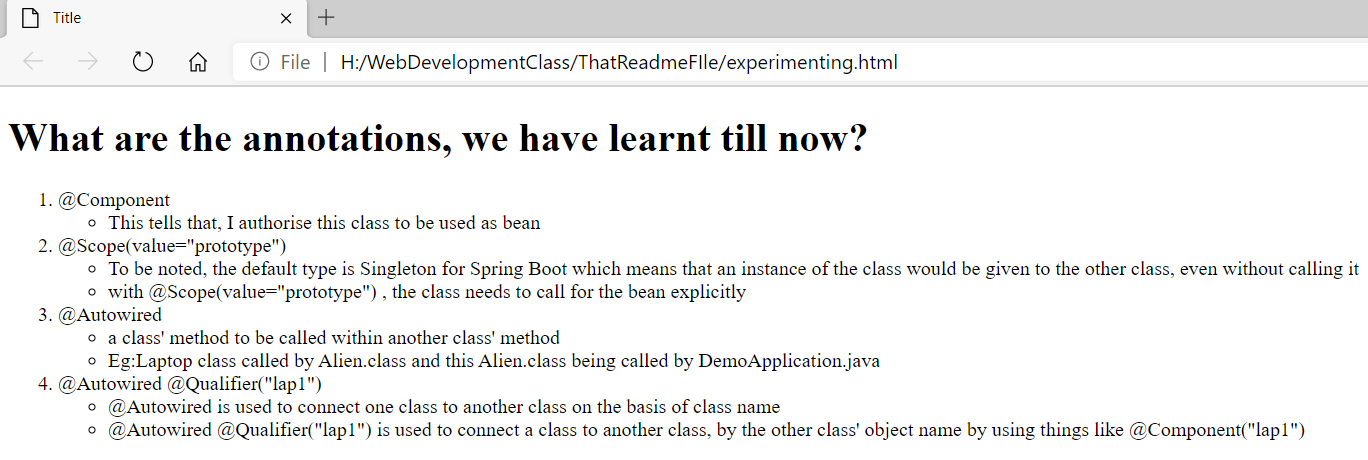 Title
File | H:/WebDevelopmentClass/ThatReadmeFIle/experimenting.html
What are the annotations, we have learnt till now?
1. @Component
This tells that, I authorise this class to be used as bean
2. @Scope(value="prototype")
To be noted, the default type is Singleton for Spring Boot which means that an instance of the class would be given to the other class, even without calling it
with @Scope(value="prototype") , the class needs to call for the bean explicitly
3. @Autowired
a class' method to be called within another class' method
Eg:Laptop class called by Alien.class and this Alien.class being called by DemoApplication.java
4. @Autowired @Qualifier("lap1")
@Autowired is used to connect one class to another class on the basis of class name
@Autowired @Qualifier("lap1") is used to connect a class to another class, by the other class' object name by using things like @Component("lap1")